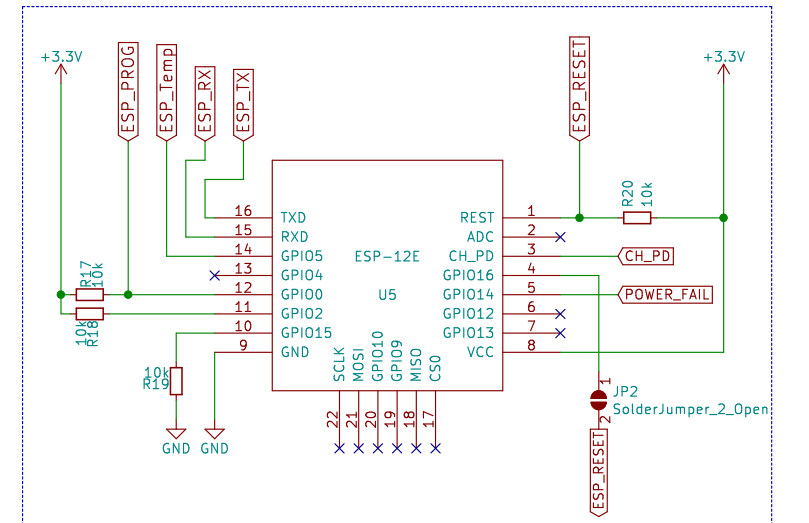 +3.3V
ESP_PROG
ESP_Temp
ESP_RX
ESP_TX
ESP_RESET
+3.3V
R20
10k
16 TXD
15 RXD
14 GPIO5
13 GPIO4
12 GPIO0
11 GPIO2
10 GPIO15
9 GND
ESP-12E
U5
REST 1
ADC 2
CH_PD 3
GPIO16 4
GPIO14 5
GPIO12 6
GPIO13 7
VCC 8
CH_PD
POWER_FAIL
R17
10k
10k
R18
10k
R19
GND
GND
SCLK
MOSI
GPIO10
GPIO9
MISO
CS0
22
21
20
19
18
17
1
JP2
SolderJumper_2_Open
2
ESP_RESET